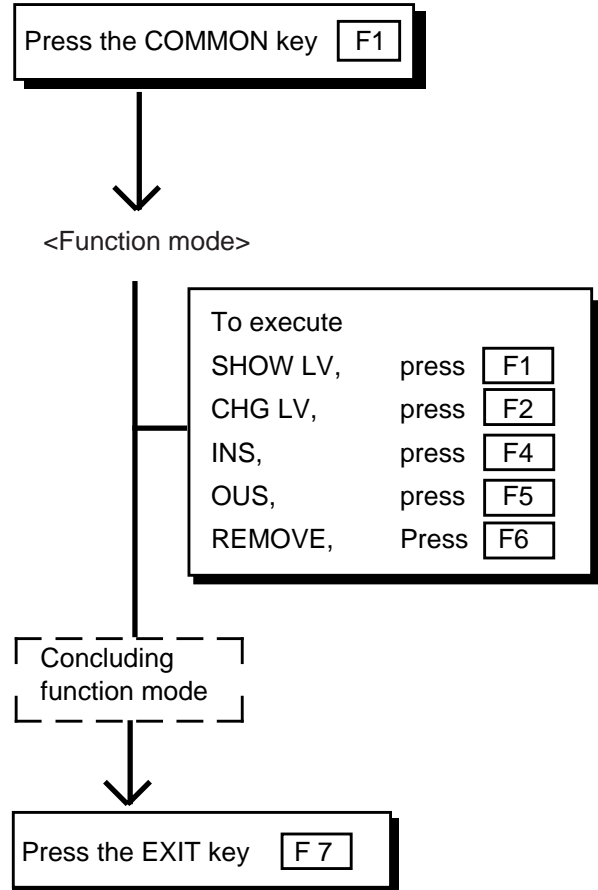 Press the COMMON key F1
<Function mode>
To execute
SHOW LV, press F1
CHG LV, press F2
INS, press F4
OUS, press F5
REMOVE, Press F6
Concluding
function mode
Press the EXIT key F 7